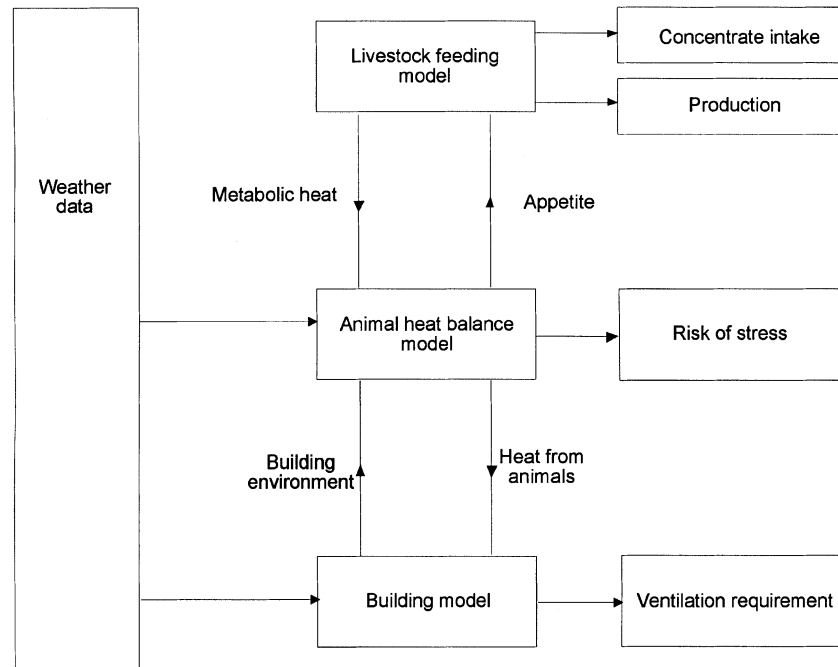 Livestock feeding
model
Concentrate intake
Production
Weather
data
Metabolic heat
Appetite
Animal heat balance
model
Risk of stress
Building
environment
Heat from
animals
Building model
Ventilation requirement